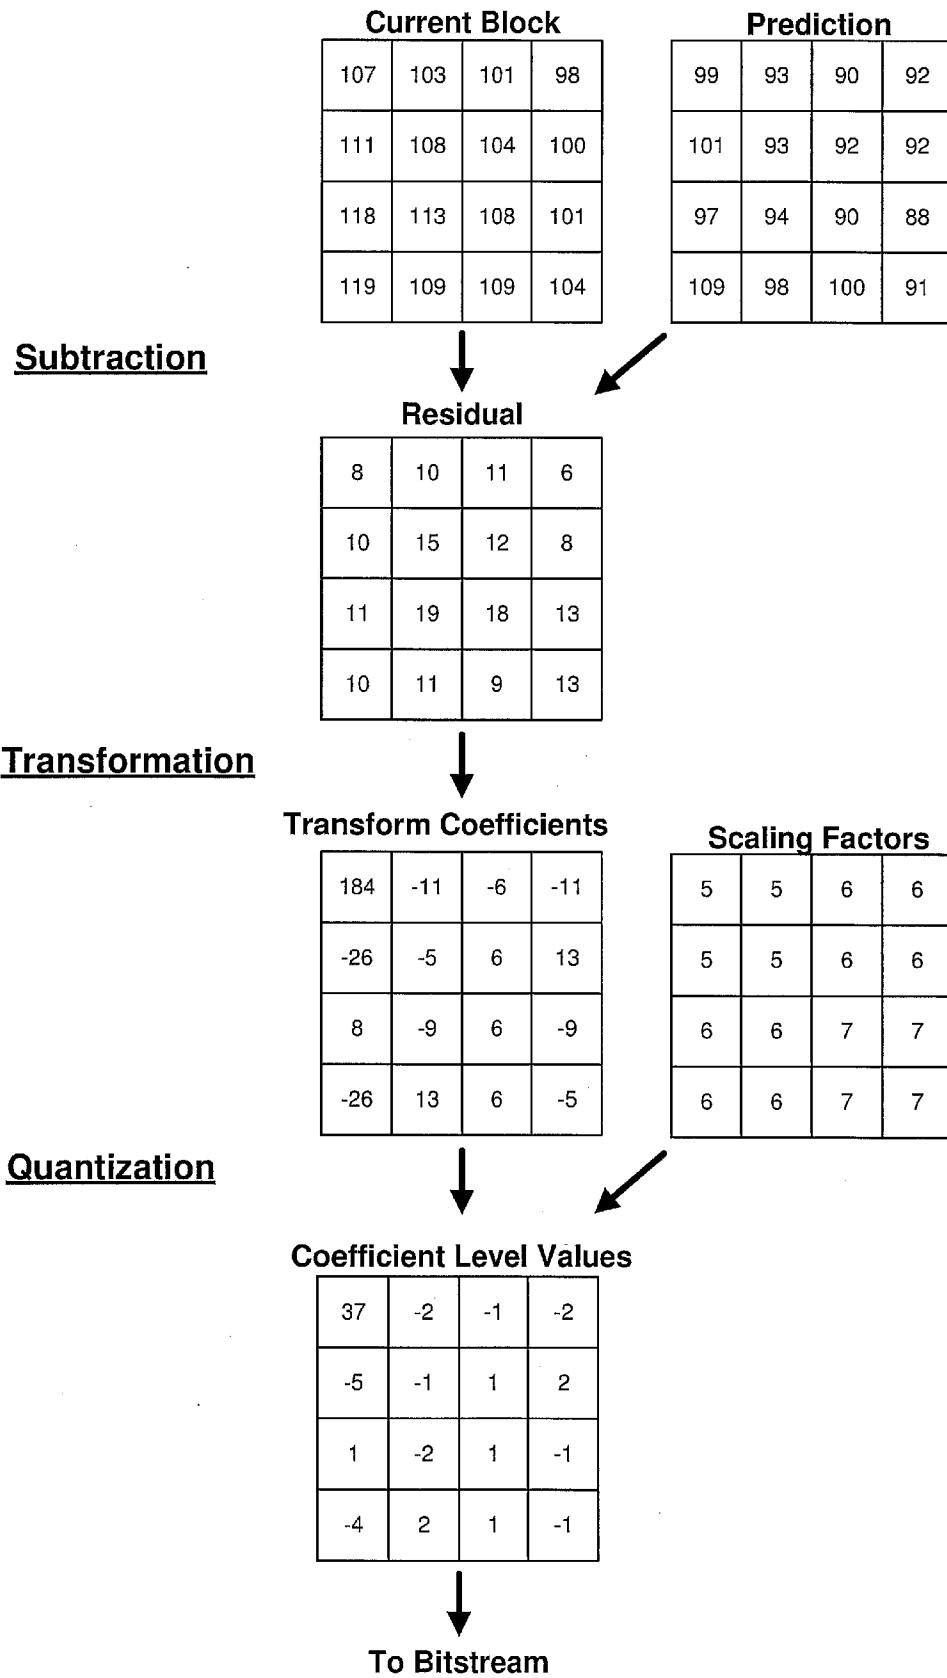 Current Block Prediction
107 103 101 98 99 93 90 92
111 108 104 100 101 93 92 92
118 113 108 101 97 94 90 88
119 109 109 104 109 98 100 91
Subtraction
Residual
8 10 11 6
10 15 12 8
11 19 18 13
10 11 9 13
Transformation
Transform Coefficients Scaling Factors
184 -11 -6 -11 5 5 6 6
-26 -5 6 13 5 5 6 6
8 -9 6 -9 6 6 7 7
-26 13 6 -5 6 6 7 7
Quantization
Coefficient Level Values
37 -2 -1 -2
-5 -1 1 2
1 -2 1 -1
-4 2 1 -1
To Bitstream